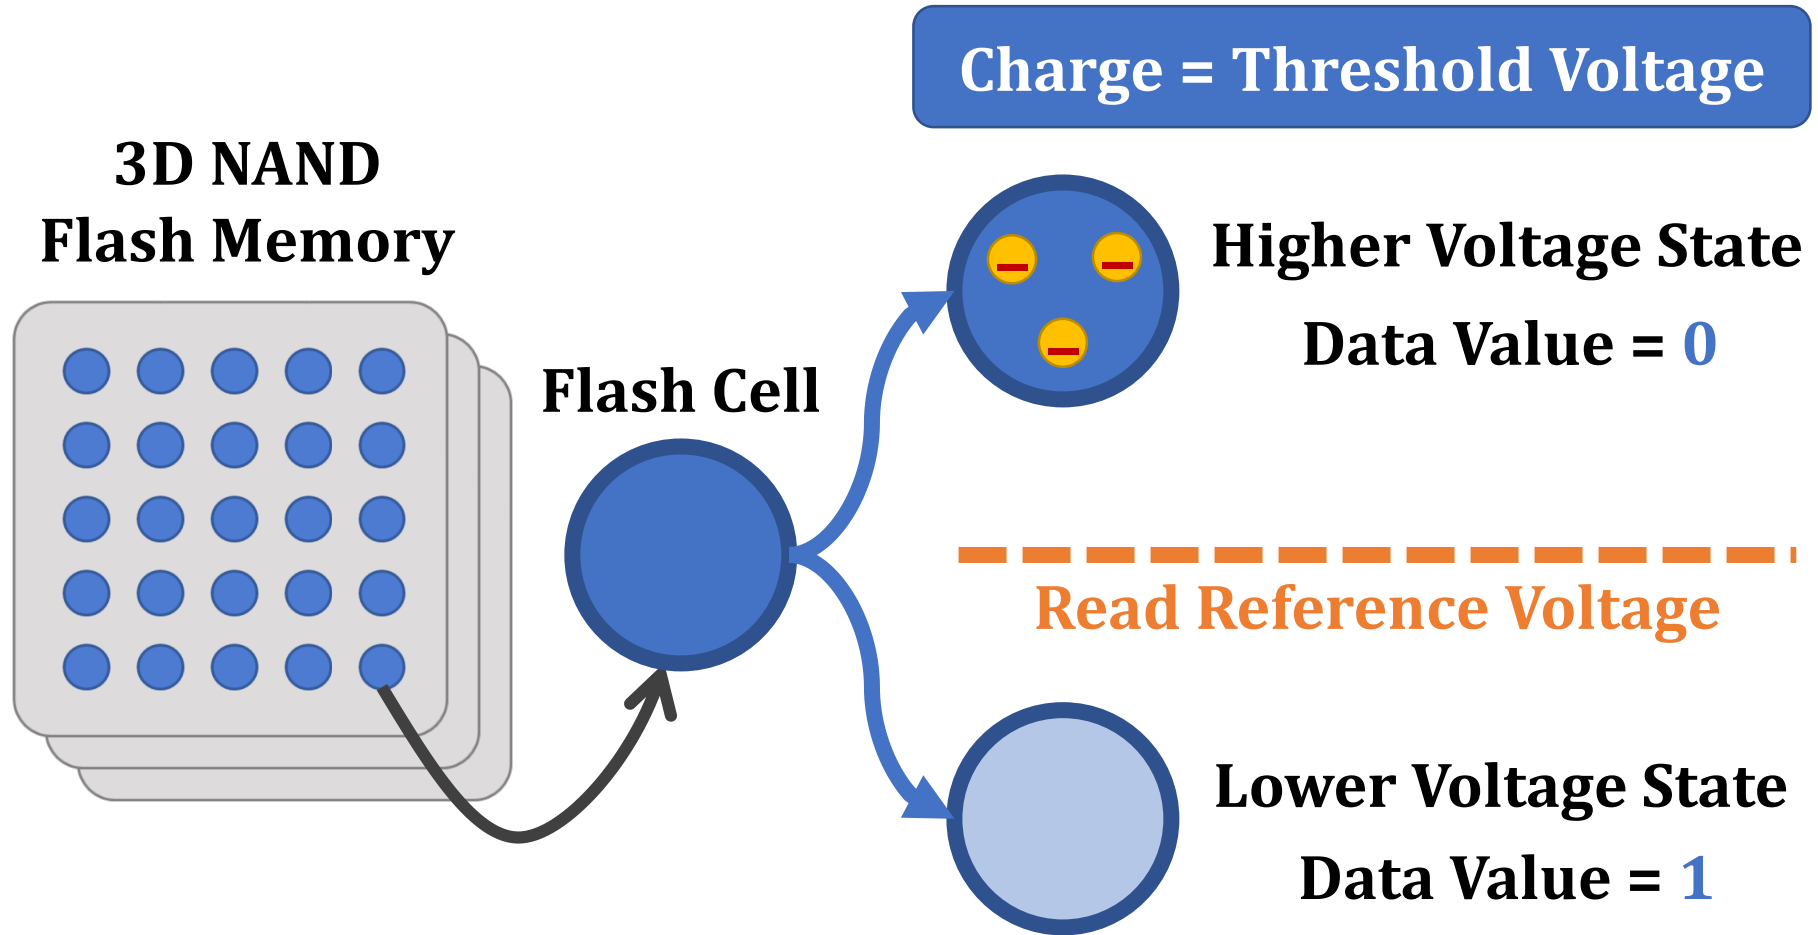 Charge = Threshold Voltage
3D NAND
Flash Memory
Flash Cell
Higher Voltage State
Data Value = 0
Read Reference Voltage
Lower Voltage State
Data Value = 1